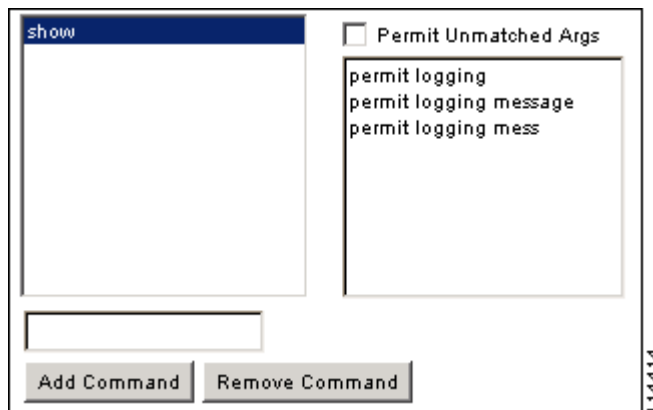 show
Permit Unmatched Args
permit logging
permit logging message
permit logging mess
Add Command
Remove Command